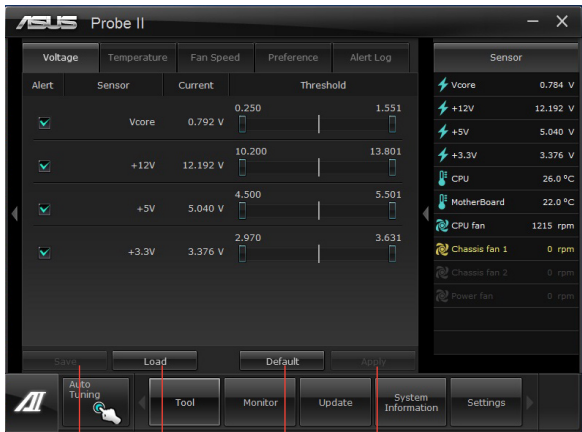 ASUS Probe II
Voltage Temperature Fan Speed Preference Alert Log
Alert Sensor Current Threshold
0.250 1.551
Vcore 0.792 V
10.200 13.801
+12V 12.192 V
4.500 5.501
+5V 5.040 V
2.970 3.631
+3.3V 3.376 V
Save Load Default Apply
Sensor
Vcore 0.784 V
+12V 12.192 V
+5V 5.040 V
+3.3V 3.376 V
CPU 26.0 ºC
MotherBoard 22.0 ºC
CPU fan 1215 rpm
Chassis fan 1 0 rpm
Chassis fan 2 0 rpm
Power fan 0 rpm
AI
Auto
Tuning
Tool Monitor Update
System
Information
Settings